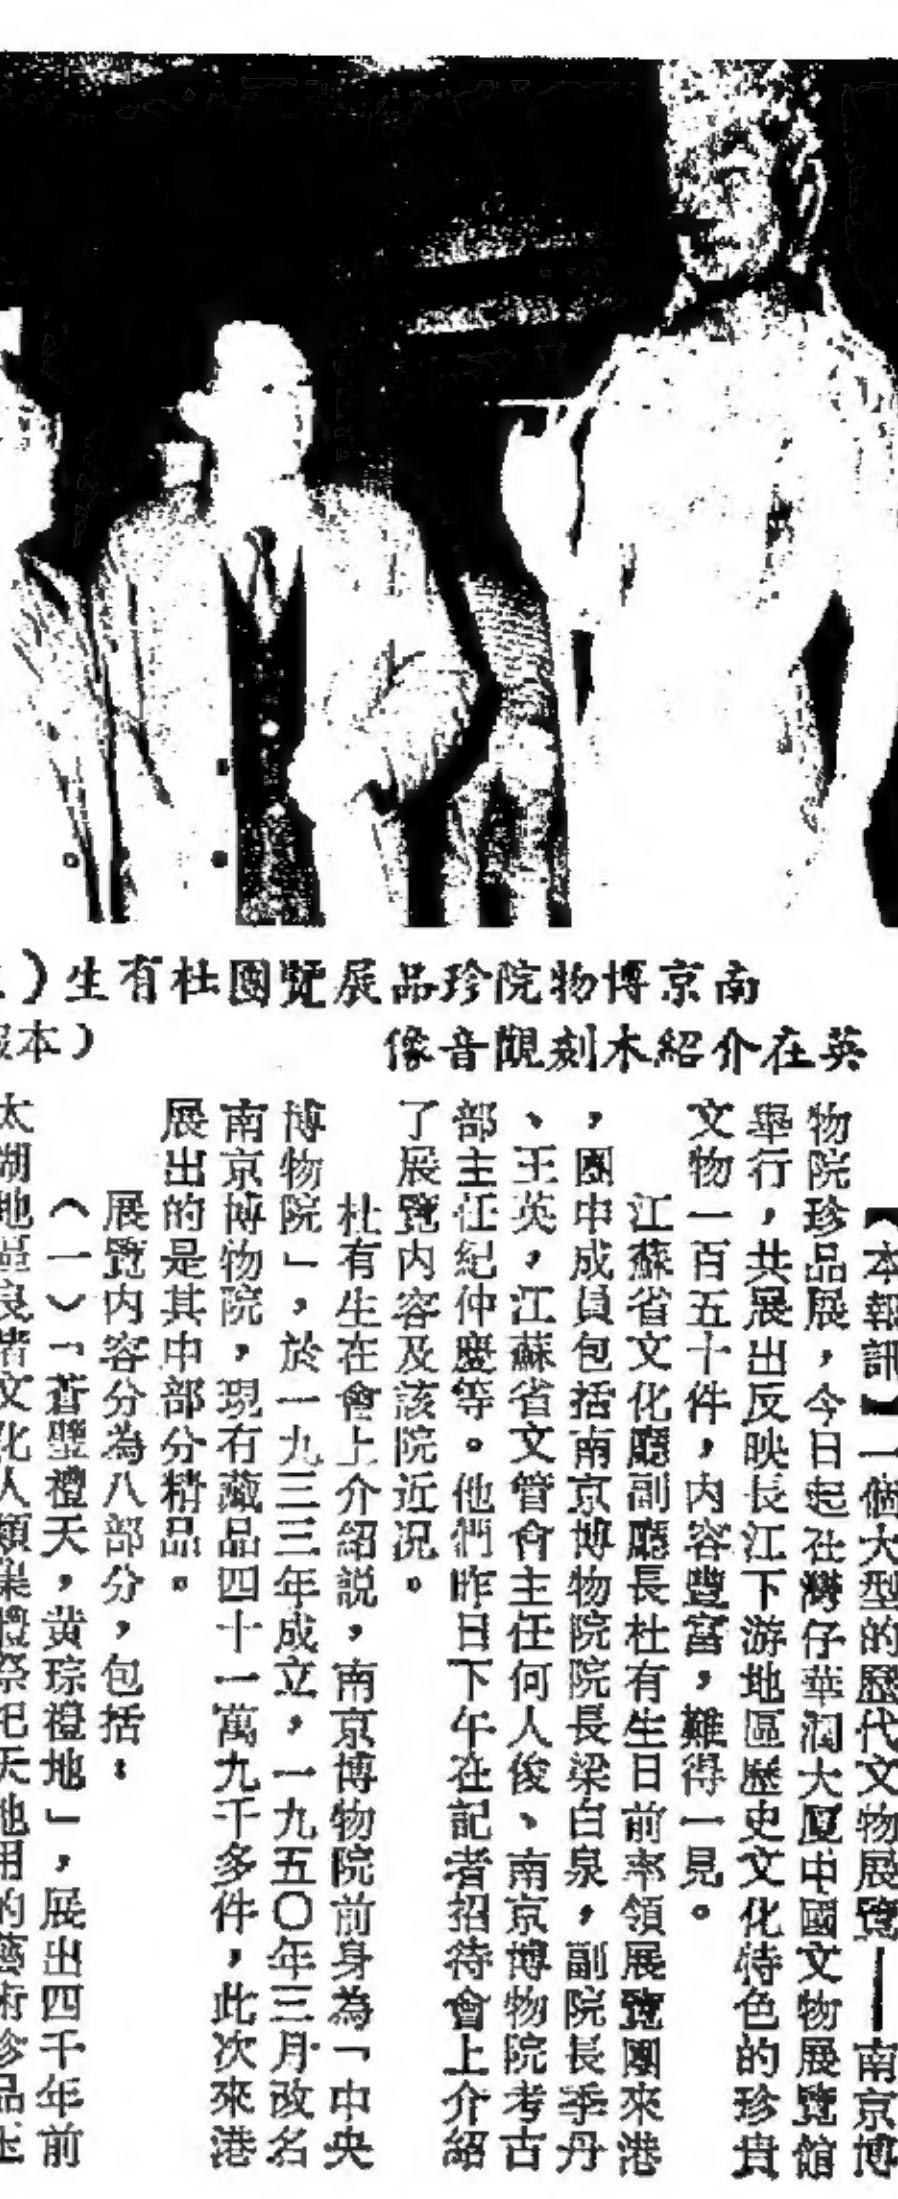 南京博物院珍品展覽團杜有生（
英在介紹木刻觀音像
（本報
【本報訊】一個大型的歷代文物展覽——南京博
物院珍品展，今日起在灣仔華潤大廈中國文物展覽館
舉行，共展出反映長江下游地區歷史文化特色的珍貴
文物一百五十件，內容豐富，難得一見。
江蘇省文化廳副廳長杜有生日前率領展覽團來港
，團中成員包括南京博物院院長梁白泉，副院長季丹
、王英，江蘇省文管會主任何人俊、南京博物院考古
部主任紀仲慶等。他們昨日下午在記者招待會上介紹
了展覽內容及該院近況。
杜有生在會上介紹説，南京博物院前身為「中央
博物院」，於一九三三年成立，一九五〇年三月改名
南京博物院，現有藏品四十一萬九千多件，此次來港
展出的是其中部分精品。
展覽內容分為八部分，包括：
（一）「蒼璧禮天，黄琮禮地」，展出四千年前
太湖地區良渚文化人類巢禮祭祀天地用的藝術珍品玉